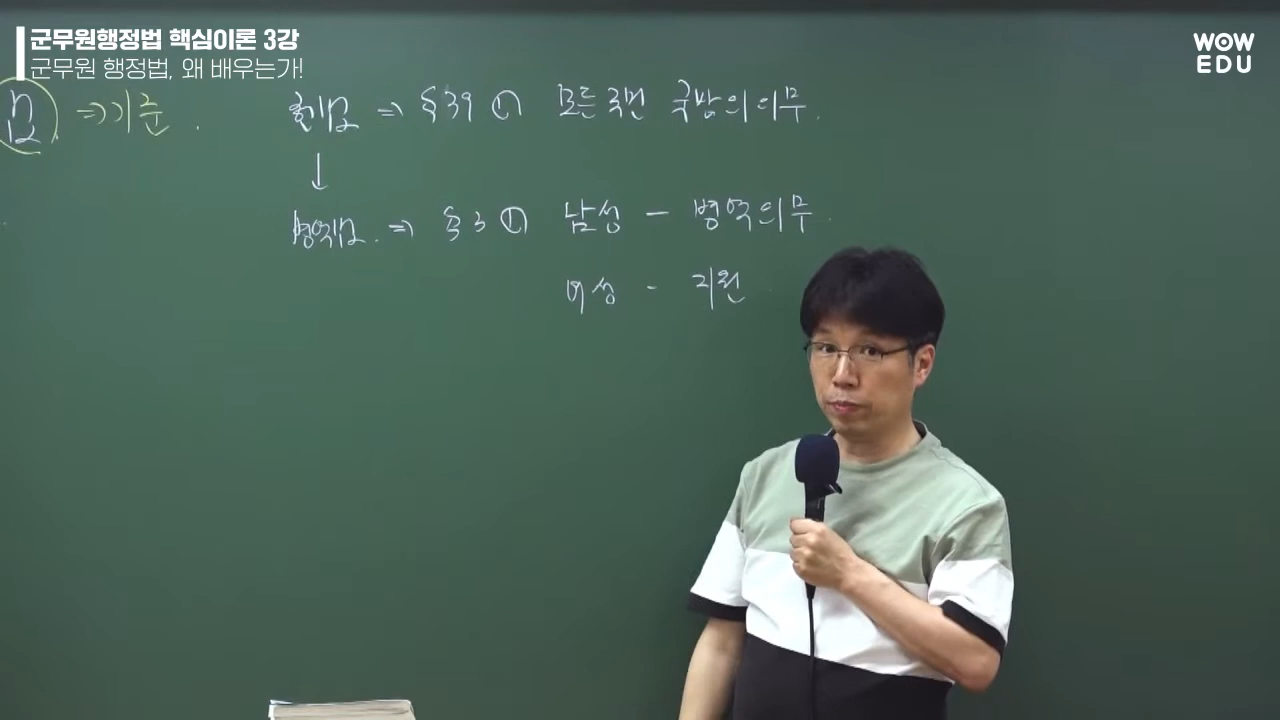 군무원행정법 핵심이론 3강
군무원 행정법, 왜 배우는가!
WOW
EDU
법 ⇒ 기준.
헌법 ⇒ §39 ① 모든 국민 국방의 의무.
↓
병역법. ⇒ §3 ① 남성 - 병역의무.
여성 - 지원